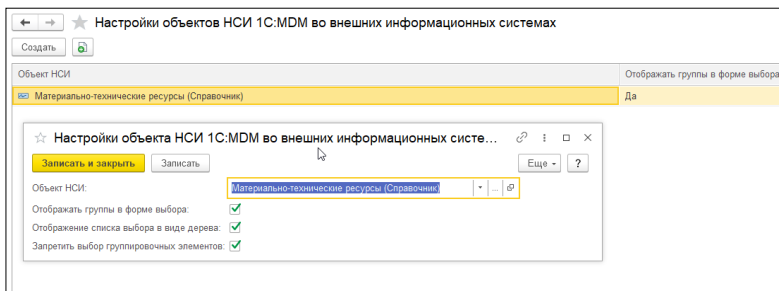 Настройки объектов НСИ 1С:MDM во внешних информационных системах
Создать
Объект НСИ
Отображать группы в форме выбора
Материально-технические ресурсы (Справочник)
Да
Настройки объекта НСИ 1С:MDM во внешних информационных систе...
Записать и закрыть
Записать
Еще
?
Объект НСИ:
Материально-технические ресурсы (Справочник)
...
Отображать группы в форме выбора:
Отображение списка выбора в виде дерева:
Запретить выбор группировочных элементов: